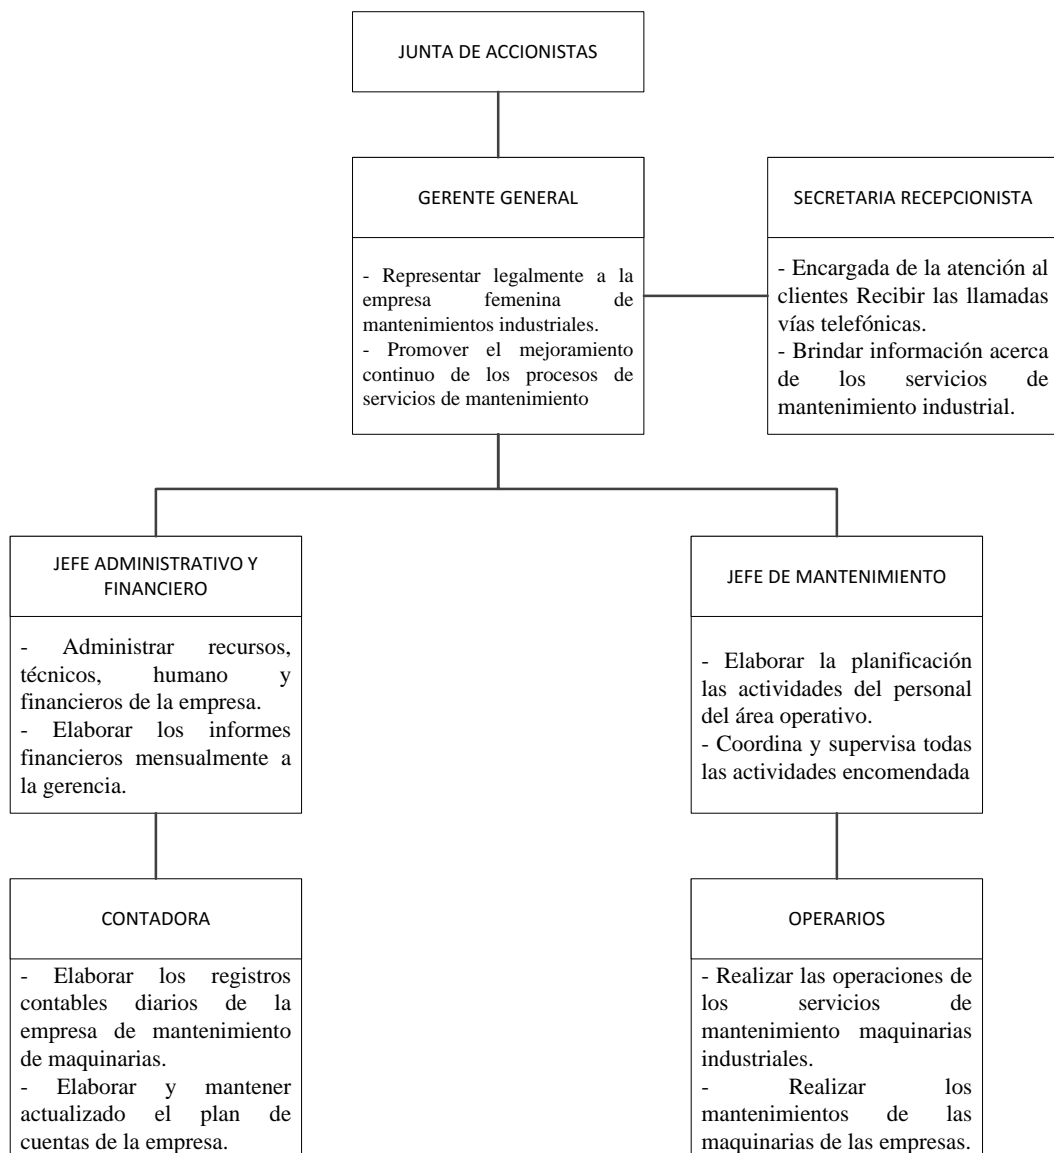 JUNTA DE ACCIONISTAS
GERENTE GENERAL
- Representar legalmente a la
empresa femenina de
mantenimientos industriales.
- Promover el mejoramiento
continuo de los procesos de
servicios de mantenimiento
SECRETARIA RECEPCIONISTA
- Encargada de la atención al
clientes Recibir las llamadas
vías telefónicas.
- Brindar información acerca
de los servicios de
mantenimiento industrial.
JEFE ADMINISTRATIVO Y
FINANCIERO
- Administrar recursos,
técnicos, humano y
financieros de la empresa.
- Elaborar los informes
financieros mensualmente a
la gerencia.
JEFE DE MANTENIMIENTO
- Elaborar la planificación
las actividades del personal
del área operativo.
- Coordina y supervisa todas
las actividades encomendada
CONTADORA
- Elaborar los registros
contables diarios de la
empresa de mantenimiento
de maquinarias.
- Elaborar y mantener
actualizado el plan de
cuentas de la empresa.
OPERARIOS
- Realizar las operaciones de
los servicios de
mantenimiento maquinarias
industriales.
- Realizar los
mantenimientos de las
maquinarias de las empresas.